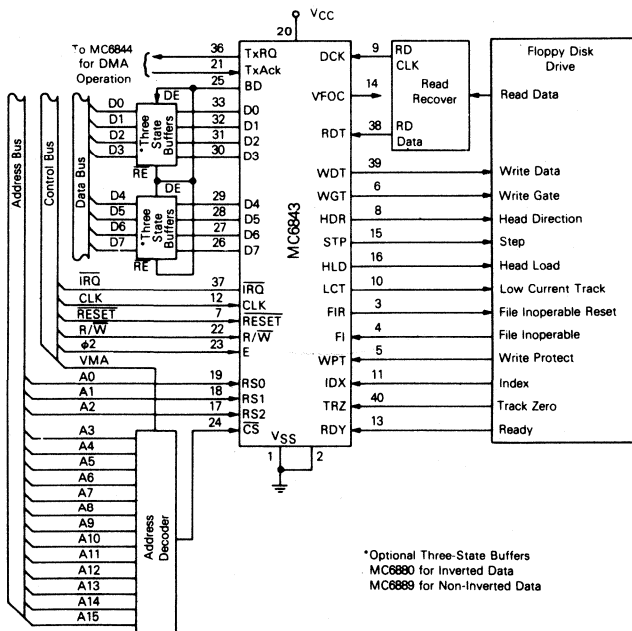 VCC
20
To MC6844
for DMA
Operation
36 TxRQ
21 TxAck
25 BD
DE
D0 33 D0
D1 32 D1
D2 31 D2
D3 30 D3
*Three
State
Buffers
RE
DE
D4 29 D4
D5 28 D5
D6 27 D6
D7 26 D7
*Three
State
Buffers
RE
Address Bus
Control Bus
Data Bus
IRQ 37 IRQ
CLK 12 CLK
RESET 7 RESET
R/W 22 R/W
φ2 23 E
VMA
A0 19 RS0
A1 18 RS1
A2 17 RS2
24 CS
A3
A4
A5
A6
A7
A8
A9
A10
A11
A12
A13
A14
A15
Address
Decoder
MC6843
VSS
1 2
DCK 9 RD
CLK
VFOC 14
RDT 38 RD
Data
Read
Recover
Floppy Disk
Drive
Read Data
WDT 39 Write Data
WGT 6 Write Gate
HDR 8 Head Direction
STP 15 Step
HLD 16 Head Load
LCT 10 Low Current Track
FIR 3 File Inoperable Reset
FI 4 File Inoperable
WPT 5 Write Protect
IDX 11 Index
TRZ 40 Track Zero
RDY 13 Ready
*Optional Three-State Buffers
MC6880 for Inverted Data
MC6889 for Non-Inverted Data